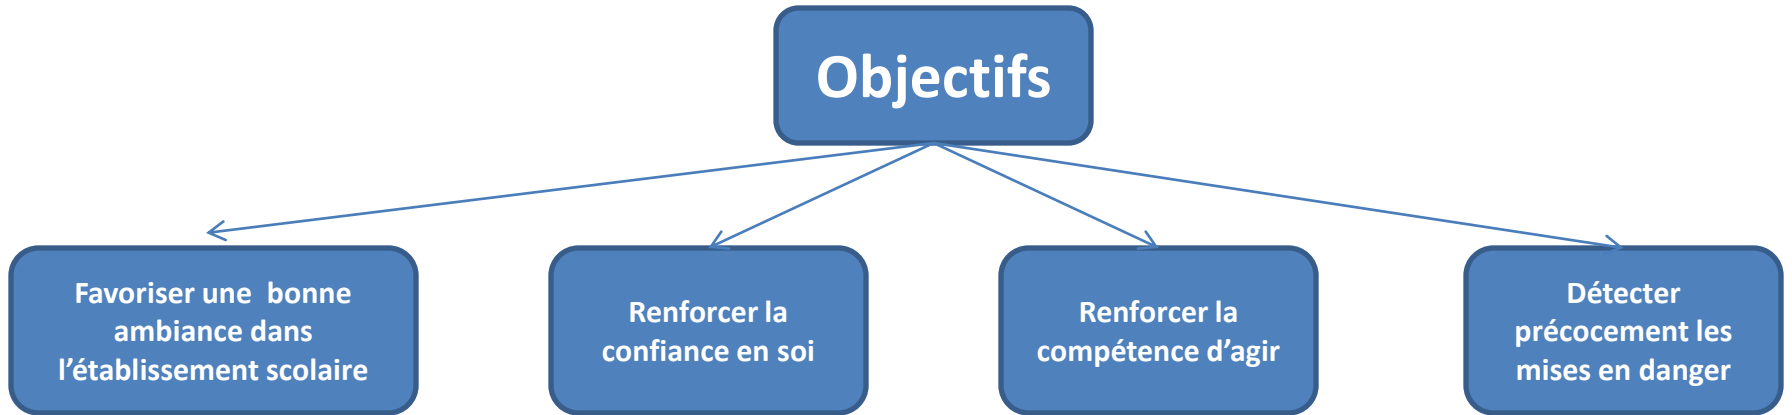 Objectifs
Favoriser une bonne
ambiance dans
l’établissement scolaire
Renforcer la
confiance en soi
Renforcer la
compétence d’agir
Détecter
précocement les
mises en danger